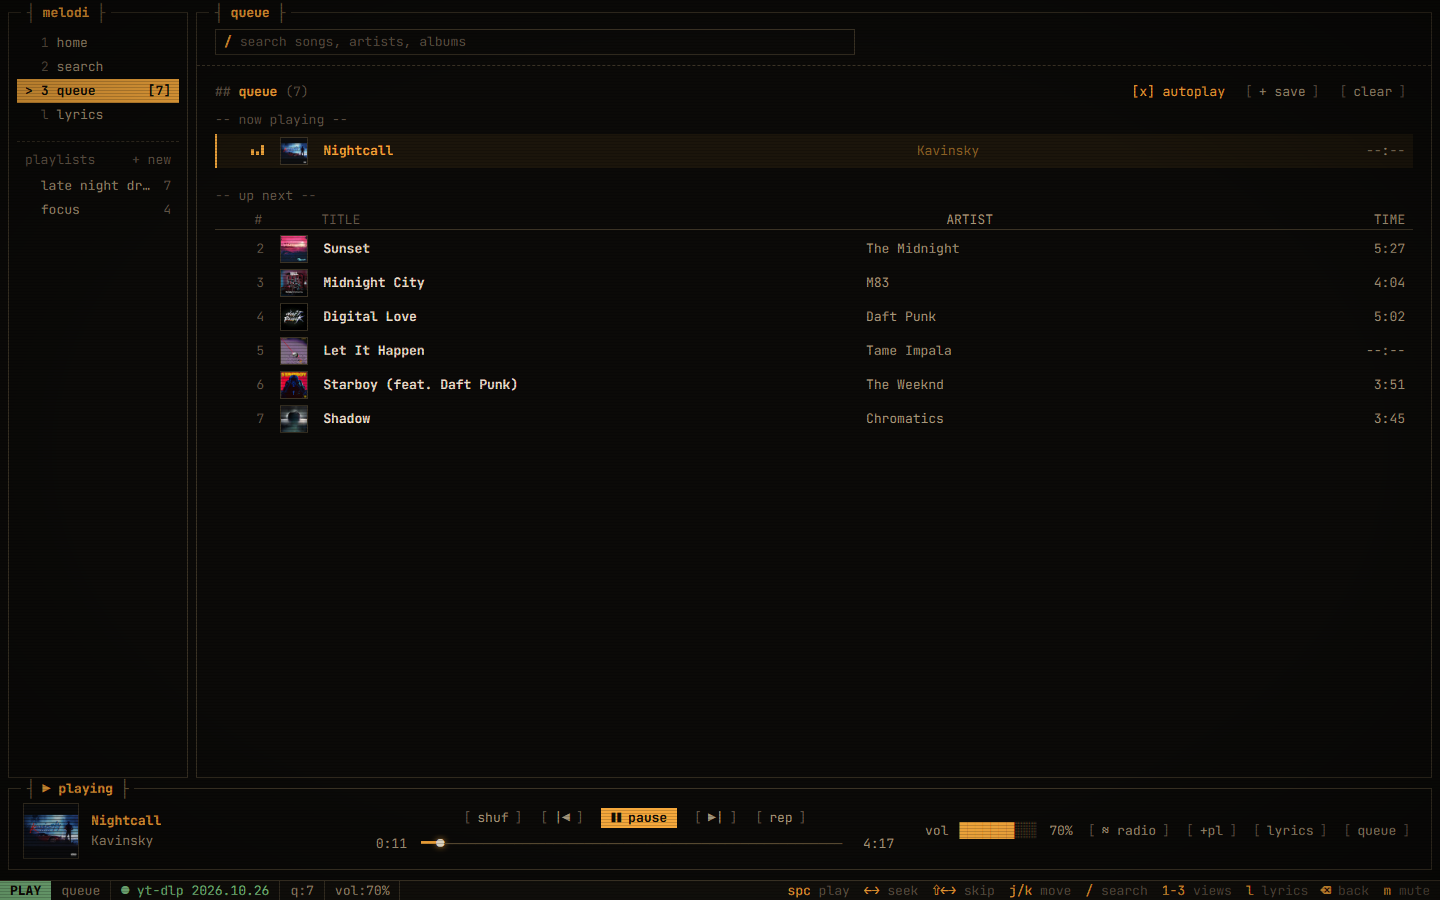 melodi
1 home
2 search
> 3 queue [7]
l lyrics
playlists + new
late night dr… 7
focus 4
queue
/ search songs, artists, albums
## queue (7) [x] autoplay [ + save ] [ clear ]
-- now playing --
Nightcall Kavinsky --:--
-- up next --
# TITLE ARTIST TIME
2 Sunset The Midnight 5:27
3 Midnight City M83 4:04
4 Digital Love Daft Punk 5:02
5 Let It Happen Tame Impala --:--
6 Starboy (feat. Daft Punk) The Weeknd 3:51
7 Shadow Chromatics 3:45
▶ playing
Nightcall
Kavinsky
[ shuf ] [ |◀ ] [ pause ] [ ▶| ] [ rep ]
0:11 4:17
vol 70% [ ≈ radio ] [ +pl ] [ lyrics ] [ queue ]
PLAY queue ● yt-dlp 2026.10.26 q:7 vol:70% spc play ↔ seek ⇧↔ skip j/k move / search 1-3 views l lyrics ⌫ back m mute